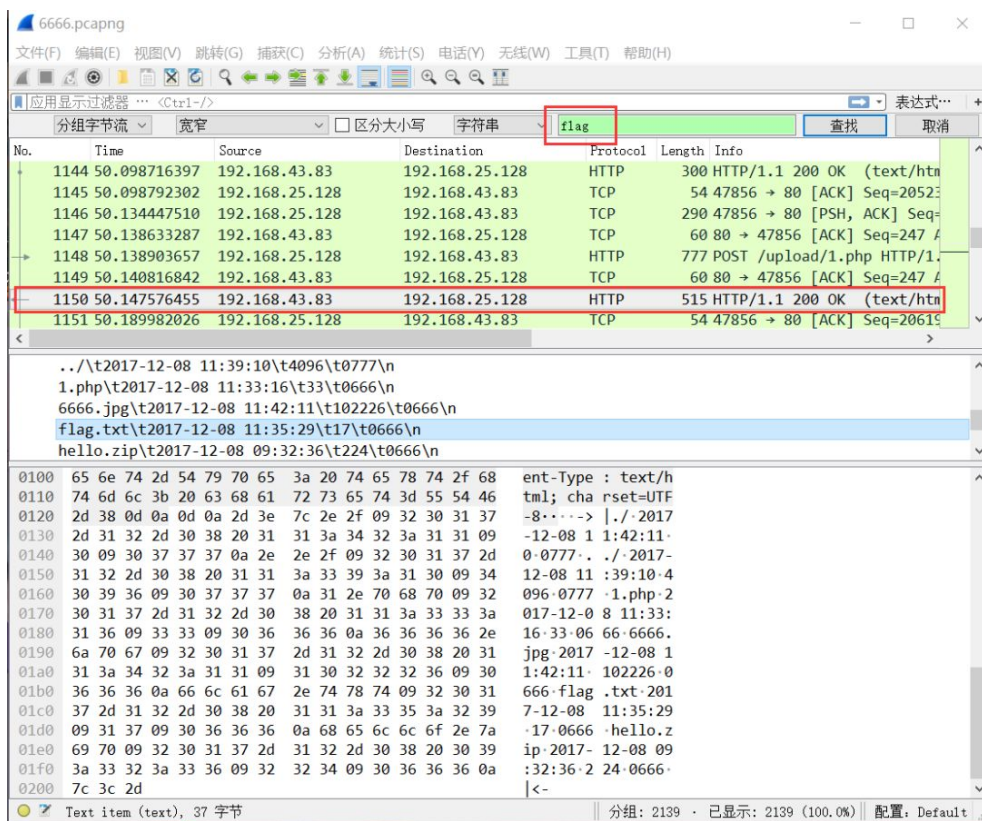 6666.pcapng
文件(F) 编辑(E) 视图(V) 跳转(G) 捕获(C) 分析(A) 统计(S) 电话(Y) 无线(W) 工具(T) 帮助(H)
应用显示过滤器 … <Ctrl-/> 表达式… +
分组字节流 宽窄 区分大小写 字符串 flag 查找 取消
No. Time Source Destination Protocol Length Info
1144 50.098716397 192.168.43.83 192.168.25.128 HTTP 300 HTTP/1.1 200 OK (text/htm
1145 50.098792302 192.168.25.128 192.168.43.83 TCP 54 47856 → 80 [ACK] Seq=20523
1146 50.134447510 192.168.25.128 192.168.43.83 TCP 290 47856 → 80 [PSH, ACK] Seq=
1147 50.138633287 192.168.43.83 192.168.25.128 TCP 60 80 → 47856 [ACK] Seq=247 A
1148 50.138903657 192.168.25.128 192.168.43.83 HTTP 777 POST /upload/1.php HTTP/1.
1149 50.140816842 192.168.43.83 192.168.25.128 TCP 60 80 → 47856 [ACK] Seq=247 A
1150 50.147576455 192.168.43.83 192.168.25.128 HTTP 515 HTTP/1.1 200 OK (text/htm
1151 50.189982026 192.168.25.128 192.168.43.83 TCP 54 47856 → 80 [ACK] Seq=20619
../\t2017-12-08 11:39:10\t4096\t0777\n
1.php\t2017-12-08 11:33:16\t33\t0666\n
6666.jpg\t2017-12-08 11:42:11\t102226\t0666\n
flag.txt\t2017-12-08 11:35:29\t17\t0666\n
hello.zip\t2017-12-08 09:32:36\t224\t0666\n
0100 65 6e 74 2d 54 79 70 65 3a 20 74 65 78 74 2f 68 ent-Type : text/h
0110 74 6d 6c 3b 20 63 68 61 72 73 65 74 3d 55 54 46 tml; cha rset=UTF
0120 2d 38 0d 0a 0d 0a 2d 3e 7c 2e 2f 09 32 30 31 37 -8····-> |./·2017
0130 2d 31 32 2d 30 38 20 31 31 3a 34 32 3a 31 31 09 -12-08 1 1:42:11·
0140 30 09 30 37 37 37 0a 2e 2e 2f 09 32 30 31 37 2d 0·0777·. ./·2017-
0150 31 32 2d 30 38 20 31 31 3a 33 39 3a 31 30 09 34 12-08 11 :39:10·4
0160 30 39 36 09 30 37 37 37 0a 31 2e 70 68 70 09 32 096·0777 ·1.php·2
0170 30 31 37 2d 31 32 2d 30 38 20 31 31 3a 33 33 3a 017-12-0 8 11:33:
0180 31 36 09 33 33 09 30 36 36 36 0a 36 36 36 36 2e 16·33·06 66·6666.
0190 6a 70 67 09 32 30 31 37 2d 31 32 2d 30 38 20 31 jpg·2017 -12-08 1
01a0 31 3a 34 32 3a 31 31 09 31 30 32 32 32 36 09 30 1:42:11· 102226·0
01b0 36 36 36 0a 66 6c 61 67 2e 74 78 74 09 32 30 31 666·flag .txt·201
01c0 37 2d 31 32 2d 30 38 20 31 31 3a 33 35 3a 32 39 7-12-08 11:35:29
01d0 09 31 37 09 30 36 36 36 0a 68 65 6c 6c 6f 2e 7a ·17·0666 ·hello.z
01e0 69 70 09 32 30 31 37 2d 31 32 2d 30 38 20 30 39 ip·2017- 12-08 09
01f0 3a 33 32 3a 33 36 09 32 32 34 09 30 36 36 36 0a :32:36·2 24·0666·
0200 7c 3c 2d |<-
Text item (text), 37 字节 分组: 2139 · 已显示: 2139 (100.0%) 配置: Default